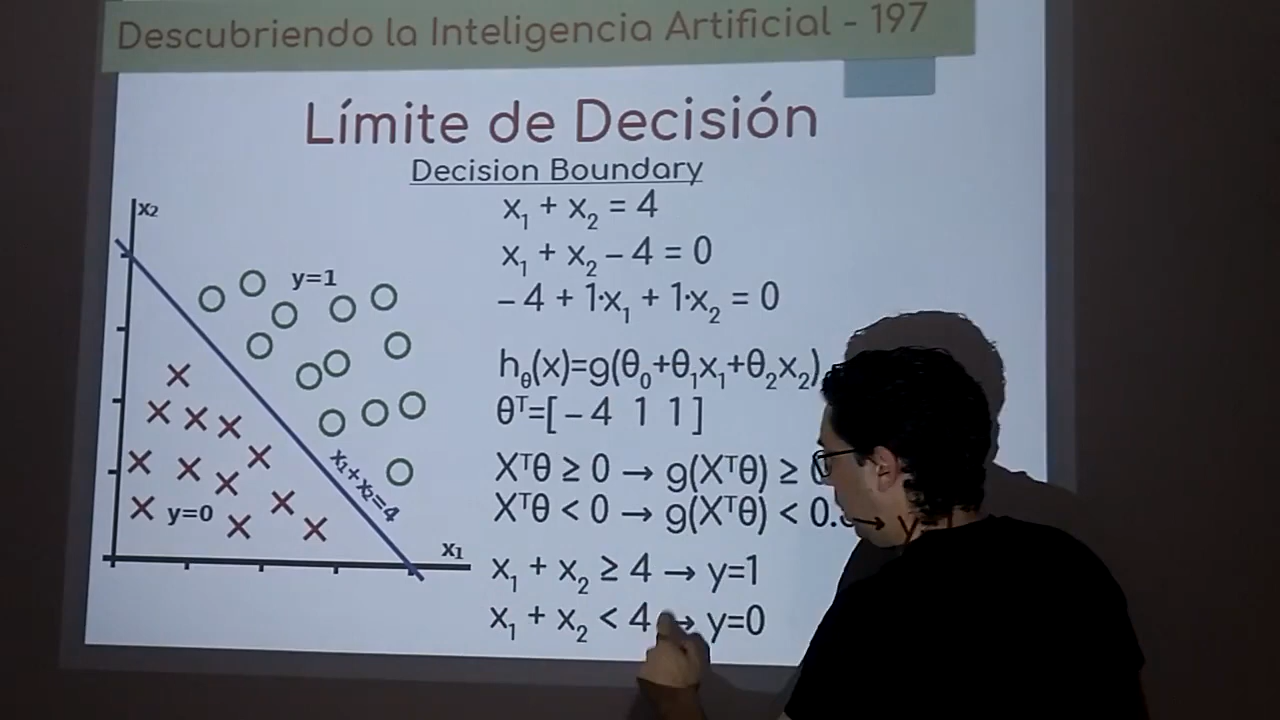 Descubriendo la Inteligencia Artificial - 197
Límite de Decisión
Decision Boundary
x₂
y=1
y=0
x₁+x₂=4
x₁
x₁ + x₂ = 4
x₁ + x₂ – 4 = 0
– 4 + 1·x₁ + 1·x₂ = 0
h_θ(x)=g(θ₀+θ₁x₁+θ₂x₂)
θᵀ=[ – 4 1 1 ]
Xᵀθ ≥ 0 → g(Xᵀθ) ≥
Xᵀθ < 0 → g(Xᵀθ) < 0.
x₁ + x₂ ≥ 4 → y=1
x₁ + x₂ < 4 → y=0